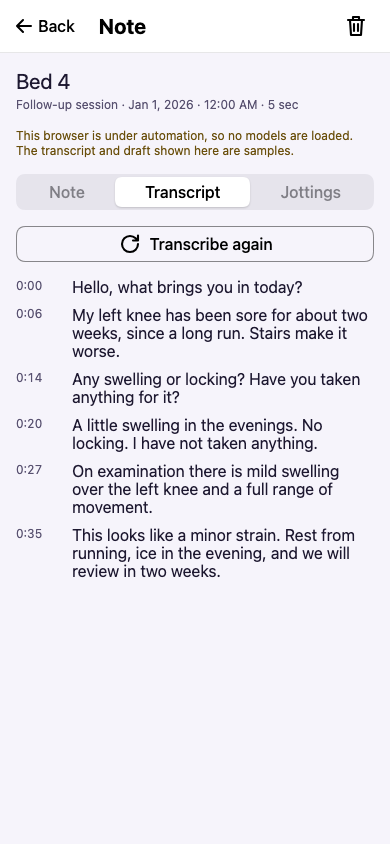 Back Note
Bed 4
Follow-up session · Jan 1, 2026 · 12:00 AM · 5 sec
This browser is under automation, so no models are loaded.
The transcript and draft shown here are samples.
Note Transcript Jottings
Transcribe again
0:00 Hello, what brings you in today?
0:06 My left knee has been sore for about two
weeks, since a long run. Stairs make it
worse.
0:14 Any swelling or locking? Have you taken
anything for it?
0:20 A little swelling in the evenings. No
locking. I have not taken anything.
0:27 On examination there is mild swelling
over the left knee and a full range of
movement.
0:35 This looks like a minor strain. Rest from
running, ice in the evening, and we will
review in two weeks.